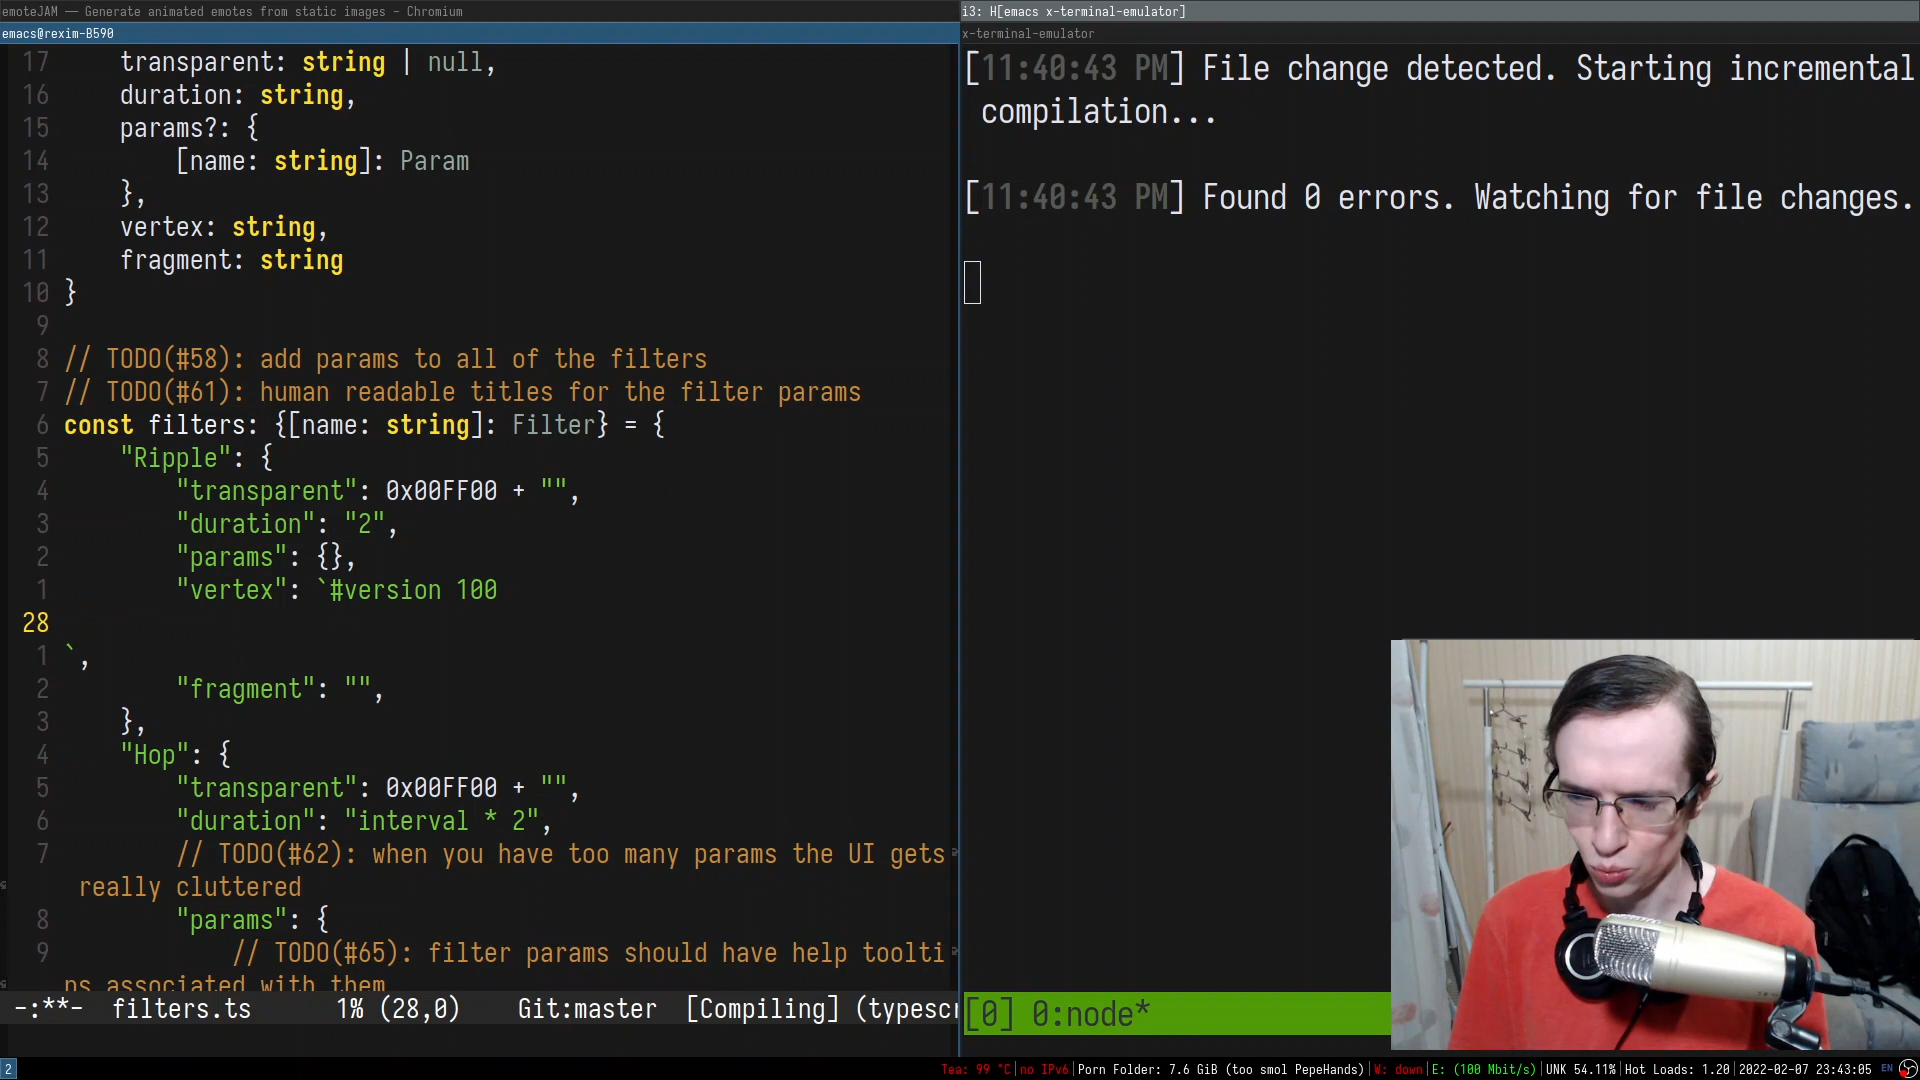 emoteJAM — Generate animated emotes from static images - Chromium
emacs@rexim-B590
17     transparent: string | null,
16     duration: string,
15     params?: {
14         [name: string]: Param
13     },
12     vertex: string,
11     fragment: string
10 }
9
8 // TODO(#58): add params to all of the filters
7 // TODO(#61): human readable titles for the filter params
6 const filters: {[name: string]: Filter} = {
5     "Ripple": {
4         "transparent": 0x00FF00 + "",
3         "duration": "2",
2         "params": {},
1         "vertex": `#version 100
28
1 `,
2         "fragment": "",
3     },
4     "Hop": {
5         "transparent": 0x00FF00 + "",
6         "duration": "interval * 2",
7         // TODO(#62): when you have too many params the UI gets
really cluttered
8         "params": {
9             // TODO(#65): filter params should have help toolti
ps associated with them
-:**-  filters.ts      1% (28,0)    Git:master  [Compiling] (typescr
i3: H[emacs x-terminal-emulator]
x-terminal-emulator
[11:40:43 PM] File change detected. Starting incremental
compilation...
[11:40:43 PM] Found 0 errors. Watching for file changes.
[0] 0:node*
2
Tea: 99 °C|no IPv6|Porn Folder: 7.6 GiB (too smol PepeHands)|W: down|E: (100 Mbit/s)|UNK 54.11%|Hot Loads: 1.20|2022-02-07 23:43:05 EN